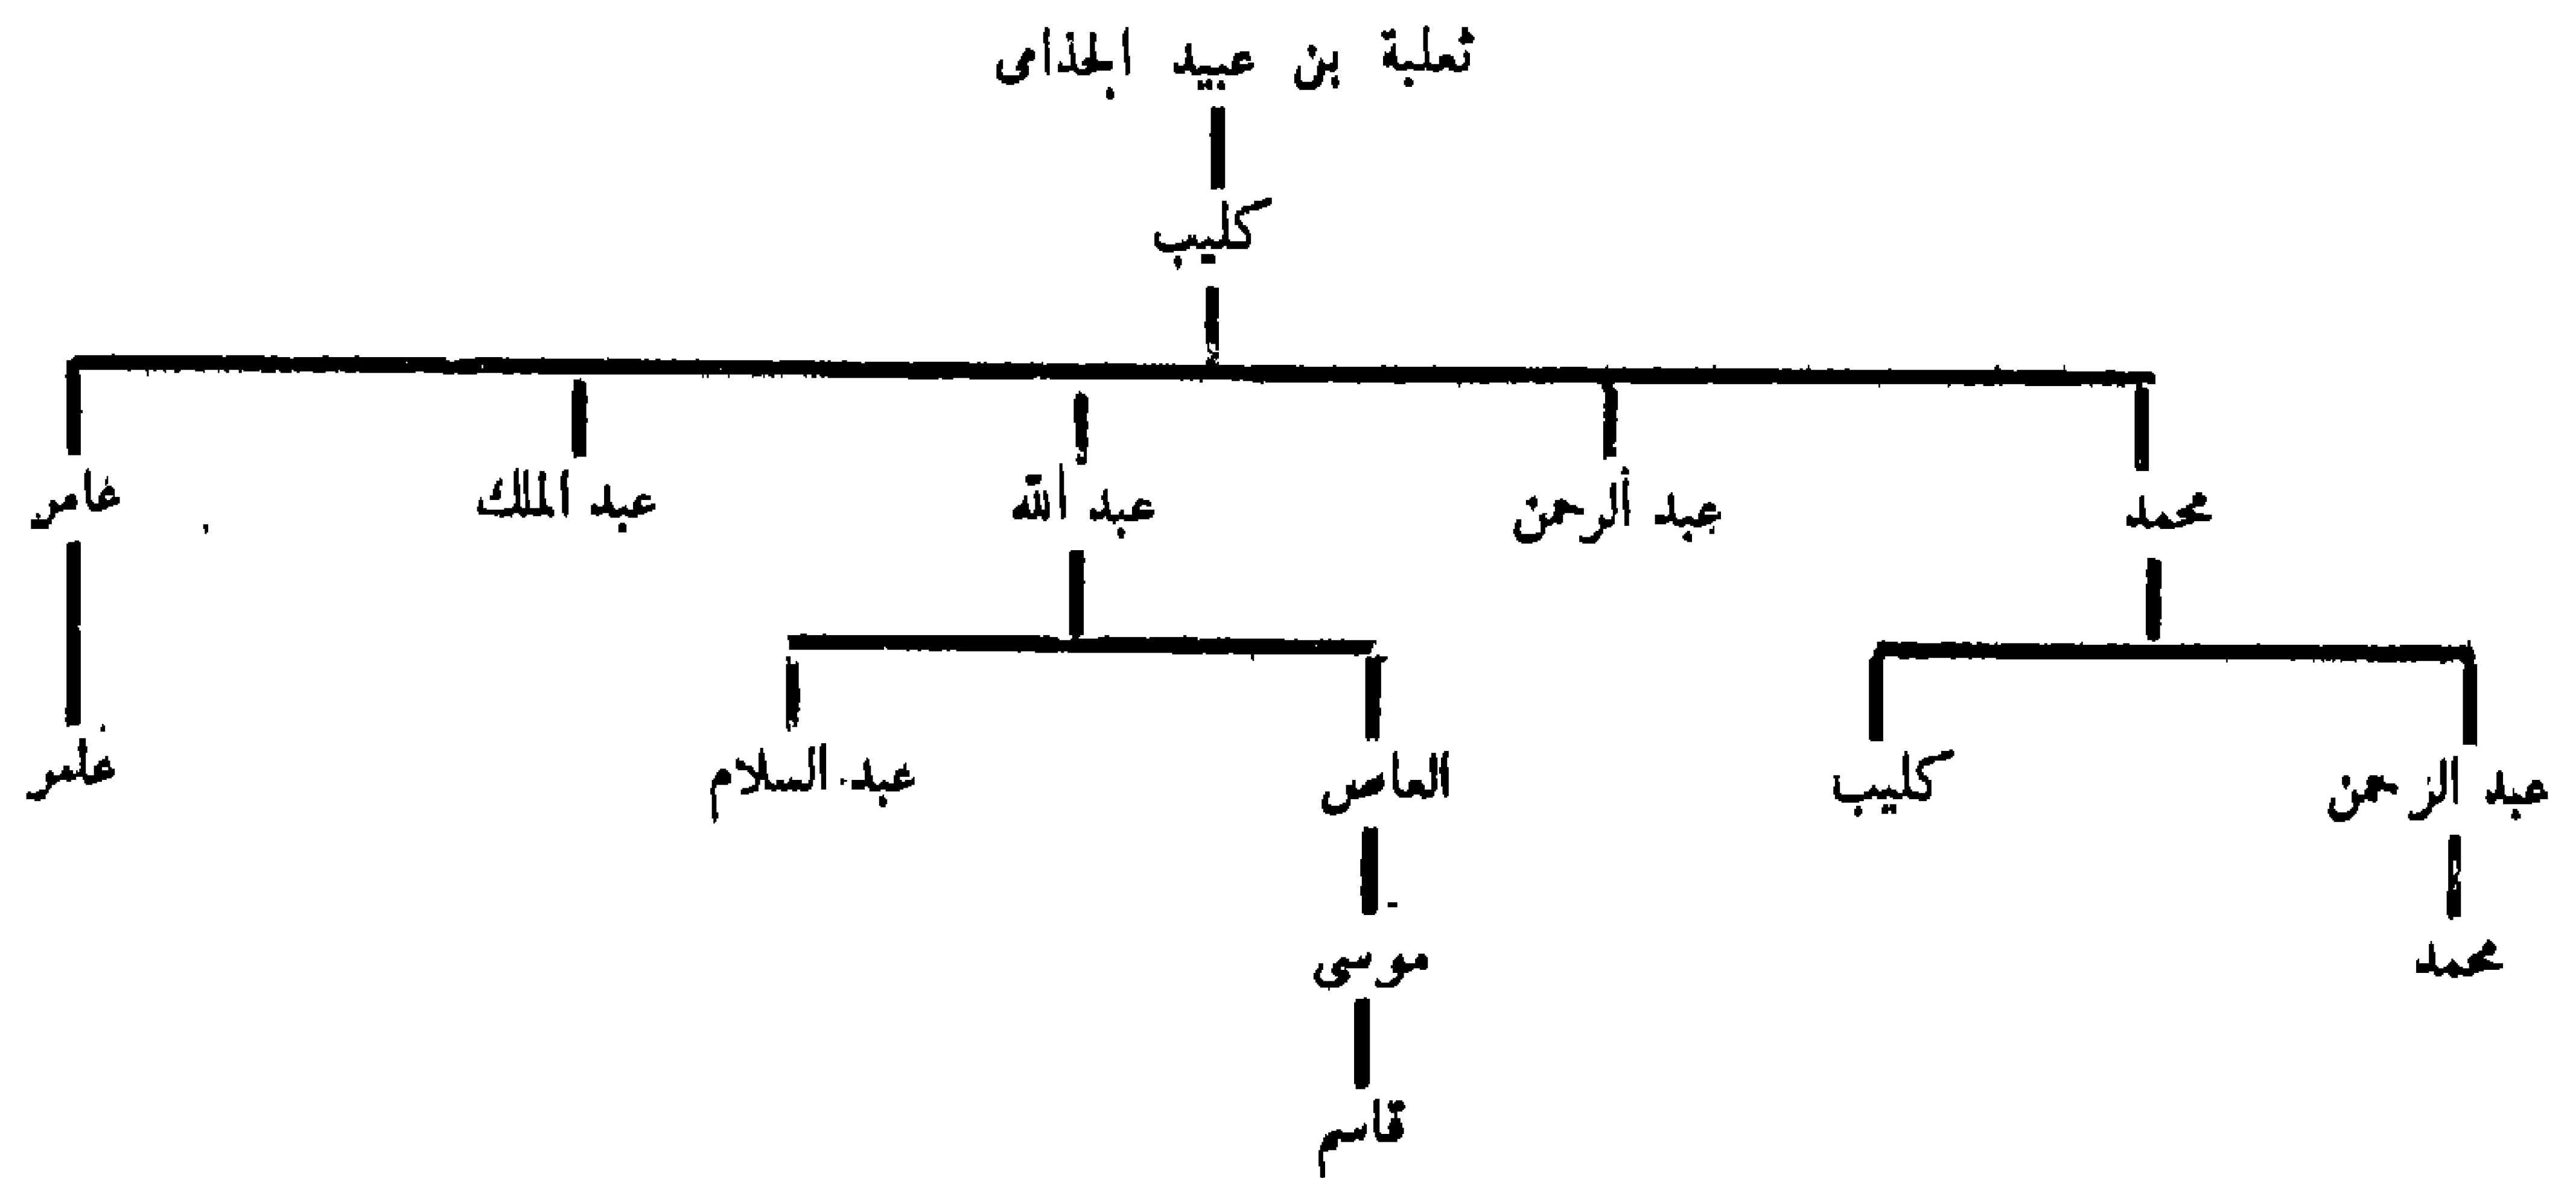 ثعلبة بن عبيد الجذامى
كليب
محمد
عبد الرحمن
عبد الله
عبد الملك
عامر
عبد الرحمن
كليب
العاص
عبد السلام
عامر
محمد
موسى
قاسم